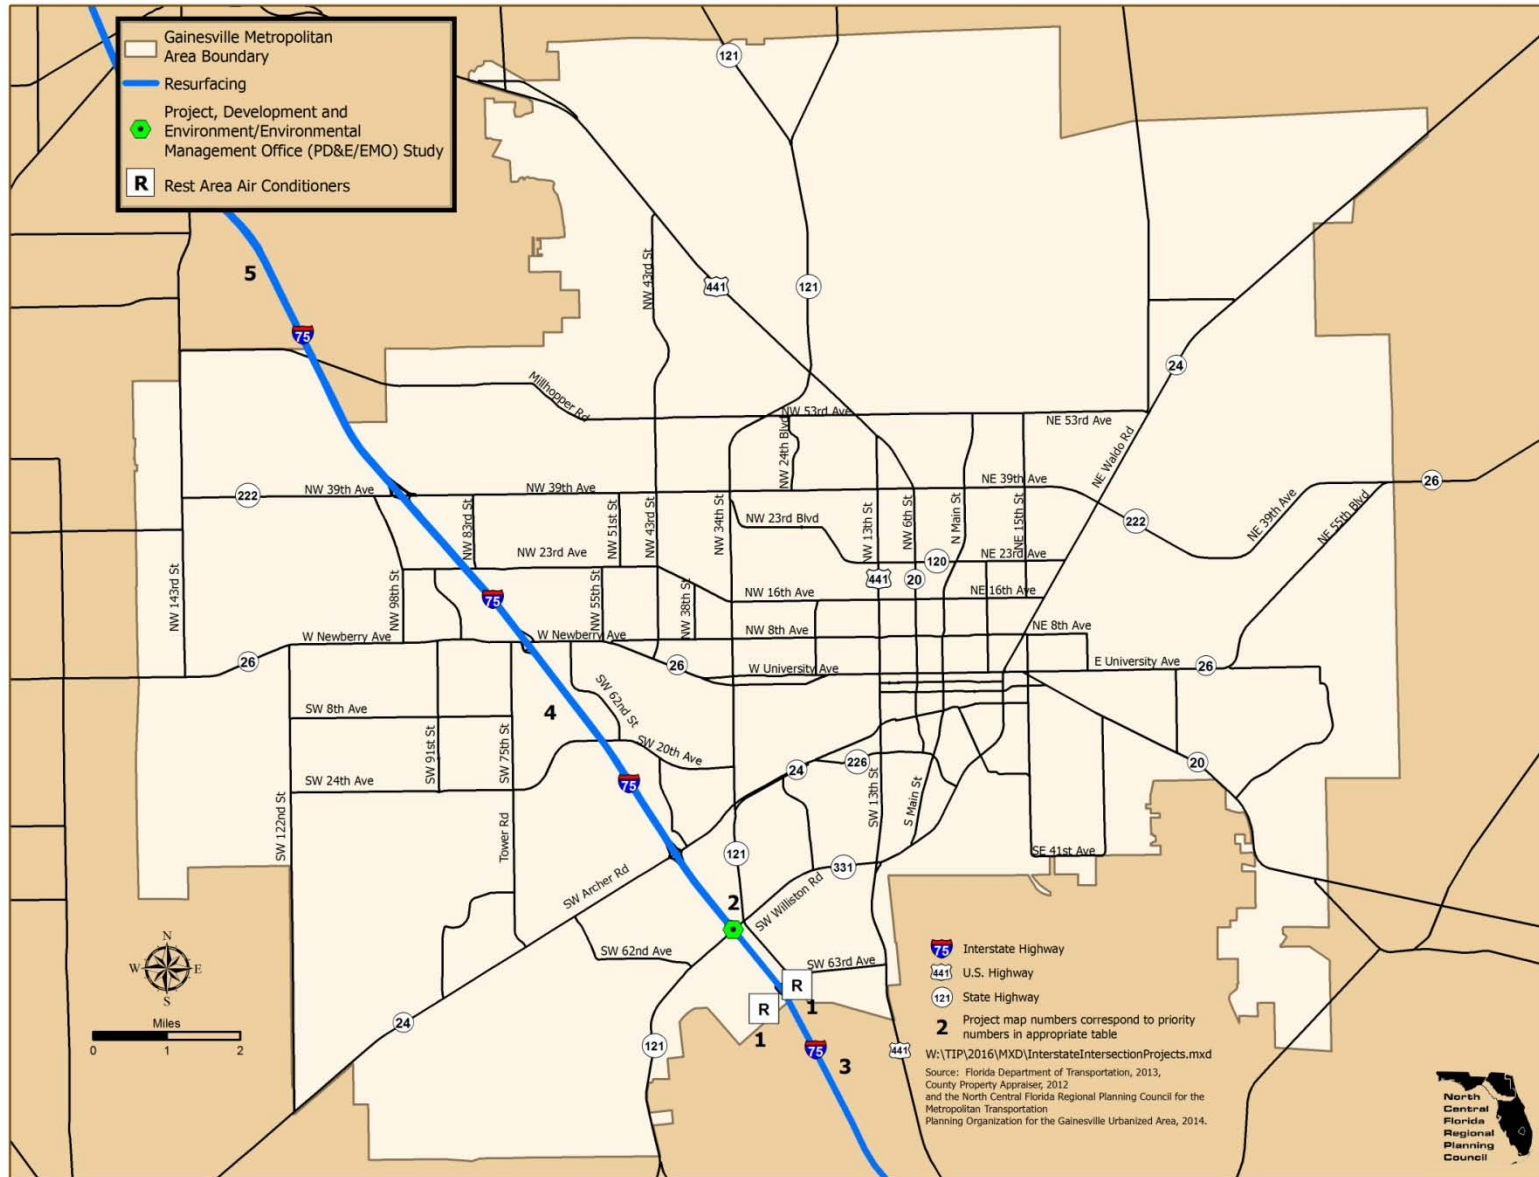 Gainesville Metropolitan
Area Boundary
Resurfacing
Project, Development and
Environment/Environmental
Management Office (PD&E/EMO) Study
R
Rest Area Air Conditioners
121
5
75
NW 43rd St
441
121
24
Millhopper Rd
NW 53rd Ave
NE 53rd Ave
NW 24th Blvd
NE Waldo Rd
222
NW 39th Ave
NW 39th Ave
NE 39th Ave
26
NE 39th Ave
NE 55th Blvd
222
NW 83rd St
NW 51st St
NW 43rd St
NW 34th St
NW 23rd Blvd
NW 13th St
NW 6th St
N Main St
NE 15th St
NW 23rd Ave
120
NE 23rd Ave
NW 143rd St
NW 98th St
75
NW 55th St
NW 38th St
441
20
NW 16th Ave
NE 16th Ave
W Newberry Ave
W Newberry Ave
NW 8th Ave
NE 8th Ave
26
26
W University Ave
E University Ave
26
SW 62nd St
SW 8th Ave
4
SW 91st St
SW 75th St
SW 20th Ave
SW 24th Ave
75
24
226
20
SW 122nd St
Tower Rd
SW 13th St
S Main St
121
331
SE 41st Ave
SW Archer Rd
2
SW Williston Rd
SW 62nd Ave
SW 63rd Ave
R
R
1
1
24
121
75
3
441
N
W
E
S
Miles
0 1 2
75
Interstate Highway
441
U.S. Highway
121
State Highway
2
Project map numbers correspond to priority
numbers in appropriate table
W:\TIP\2016\MXD\InterstateIntersectionProjects.mxd
Source: Florida Department of Transportation, 2013,
County Property Appraiser, 2012
and the North Central Florida Regional Planning Council for the
Metropolitan Transportation
Planning Organization for the Gainesville Urbanized Area, 2014.
North
Central
Florida
Regional
Planning
Council